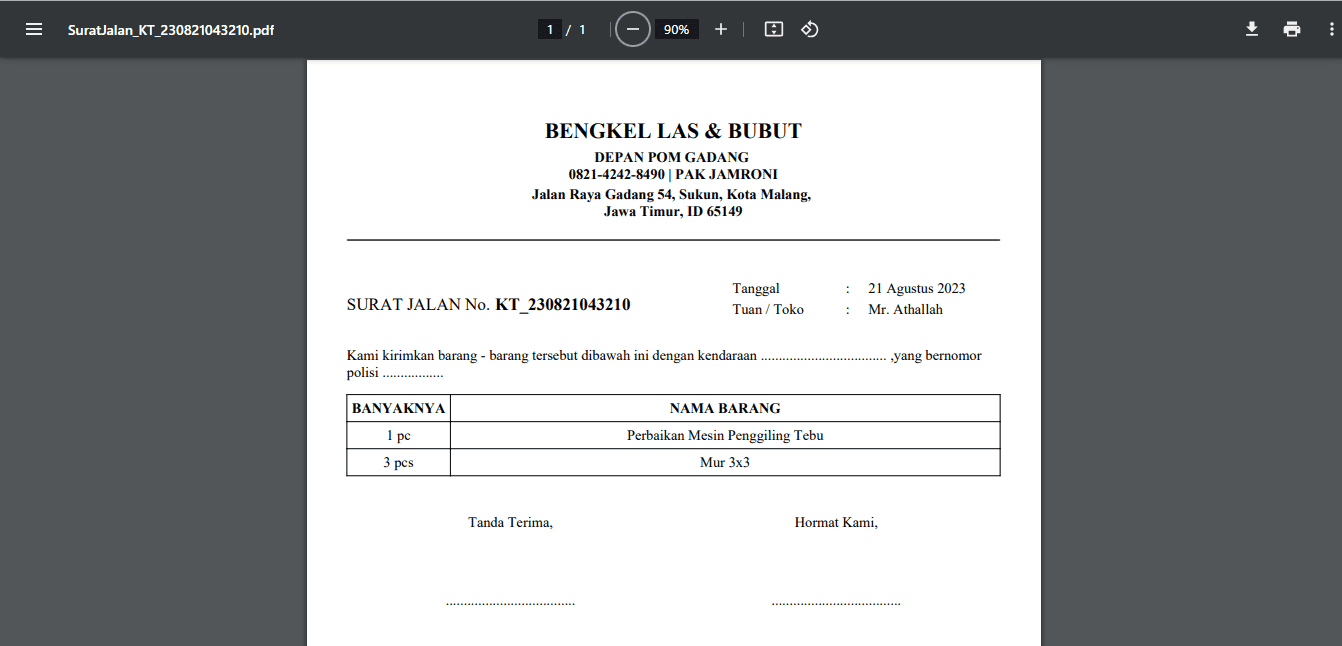 SuratJalan_KT_230821043210.pdf
1 / 1
90%
BENGKEL LAS & BUBUT
DEPAN POM GADANG
0821-4242-8490 | PAK JAMRONI
Jalan Raya Gadang 54, Sukun, Kota Malang,
Jawa Timur, ID 65149
Tanggal : 21 Agustus 2023
SURAT JALAN No. KT_230821043210
Tuan / Toko : Mr. Athallah
Kami kirimkan barang - barang tersebut dibawah ini dengan kendaraan ................................... ,yang bernomor
polisi .................
BANYAKNYA NAMA BARANG
1 pc Perbaikan Mesin Penggiling Tebu
3 pcs Mur 3x3
Tanda Terima, Hormat Kami,
.................................... ....................................